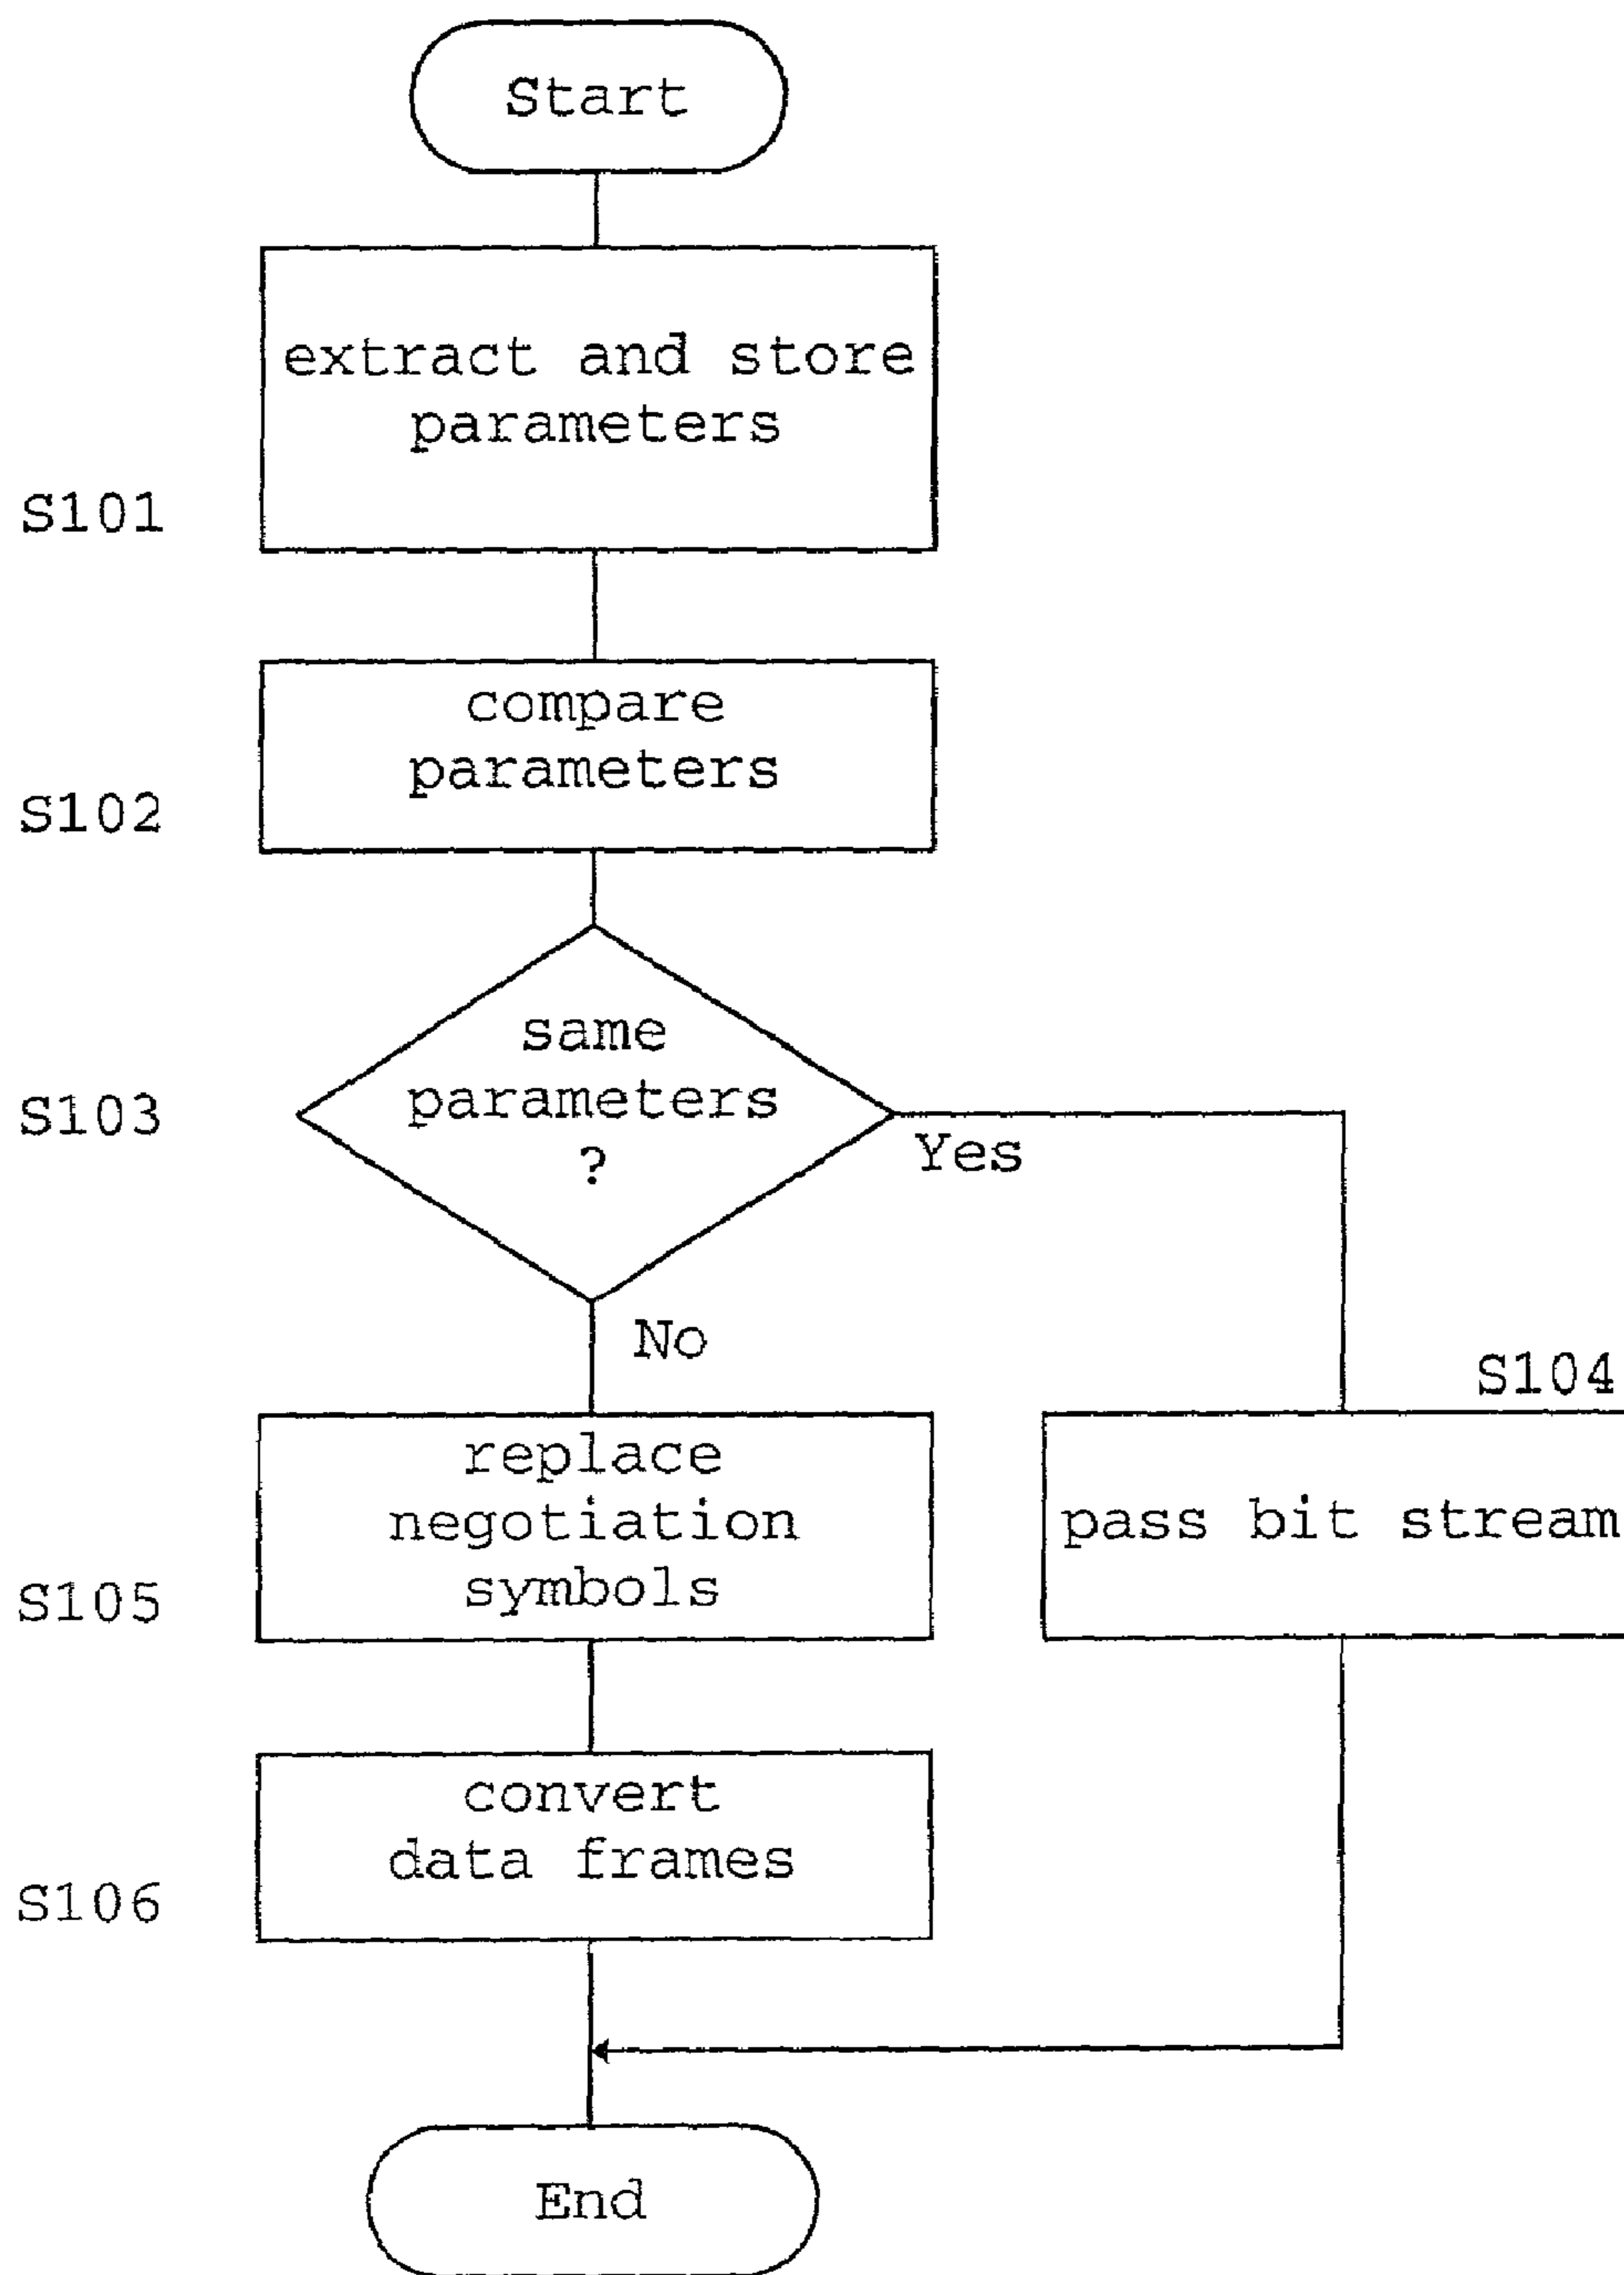 Start
extract and store
parameters
S101
compare
parameters
S102
same
parameters
?
S103
Yes
No
S104
replace
negotiation
symbols
S105
pass bit stream
convert
data frames
S106
End